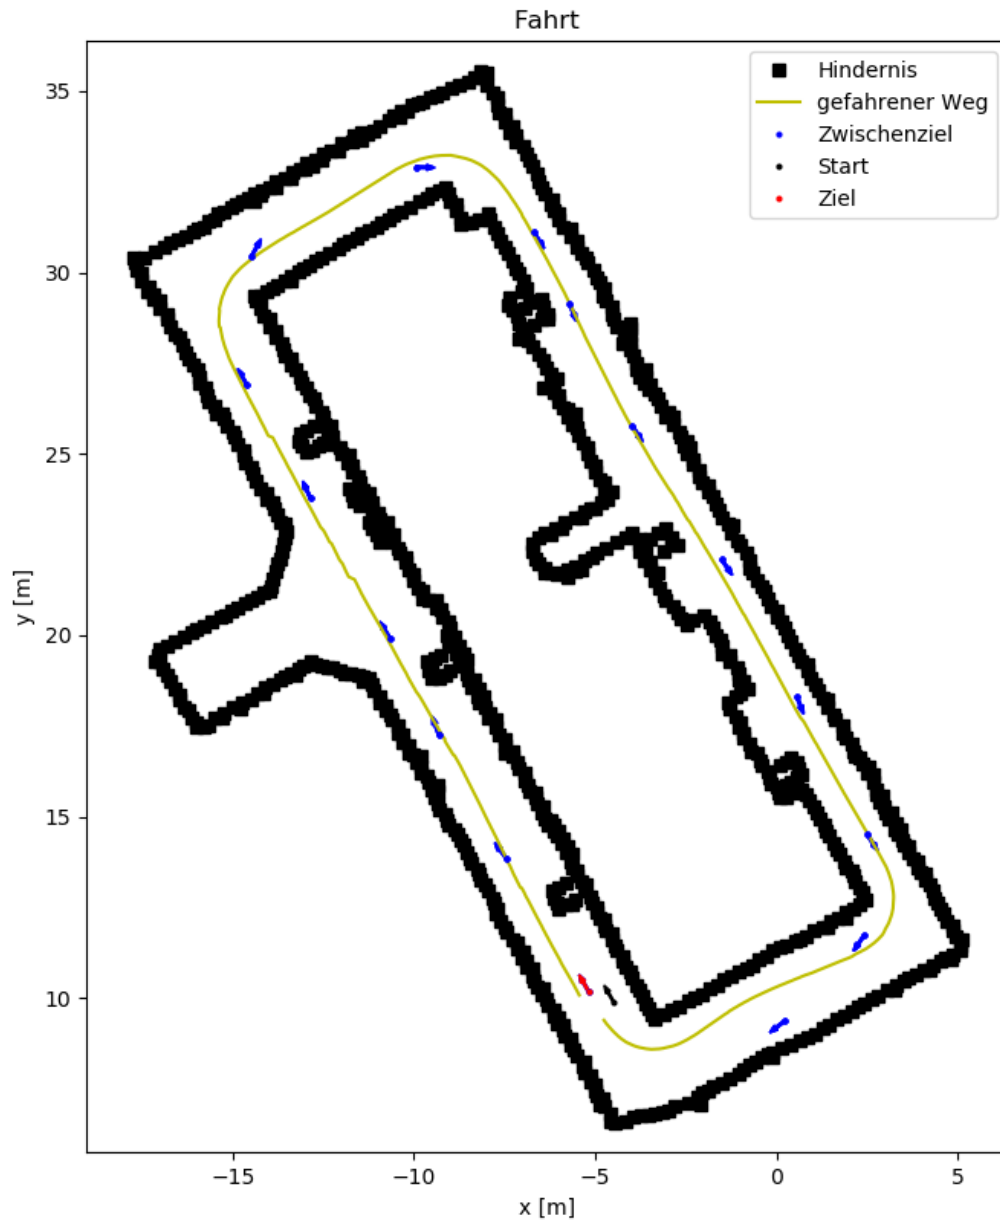 Fahrt
Hindernis
gefahrener Weg
Zwischenziel
Start
Ziel
35
30
25
20
15
10
y [m]
−15
−10
−5
0
5
x [m]